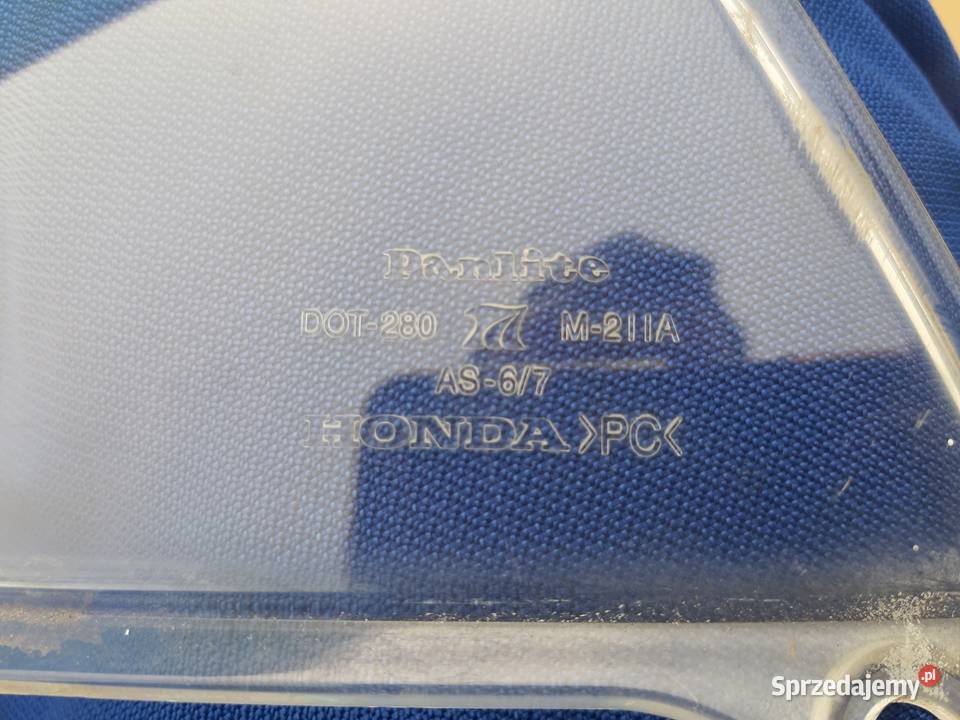 Panlite
DOT-280 M-211A
AS-6/7
HONDA >PC<
Sprzedajemy.pl